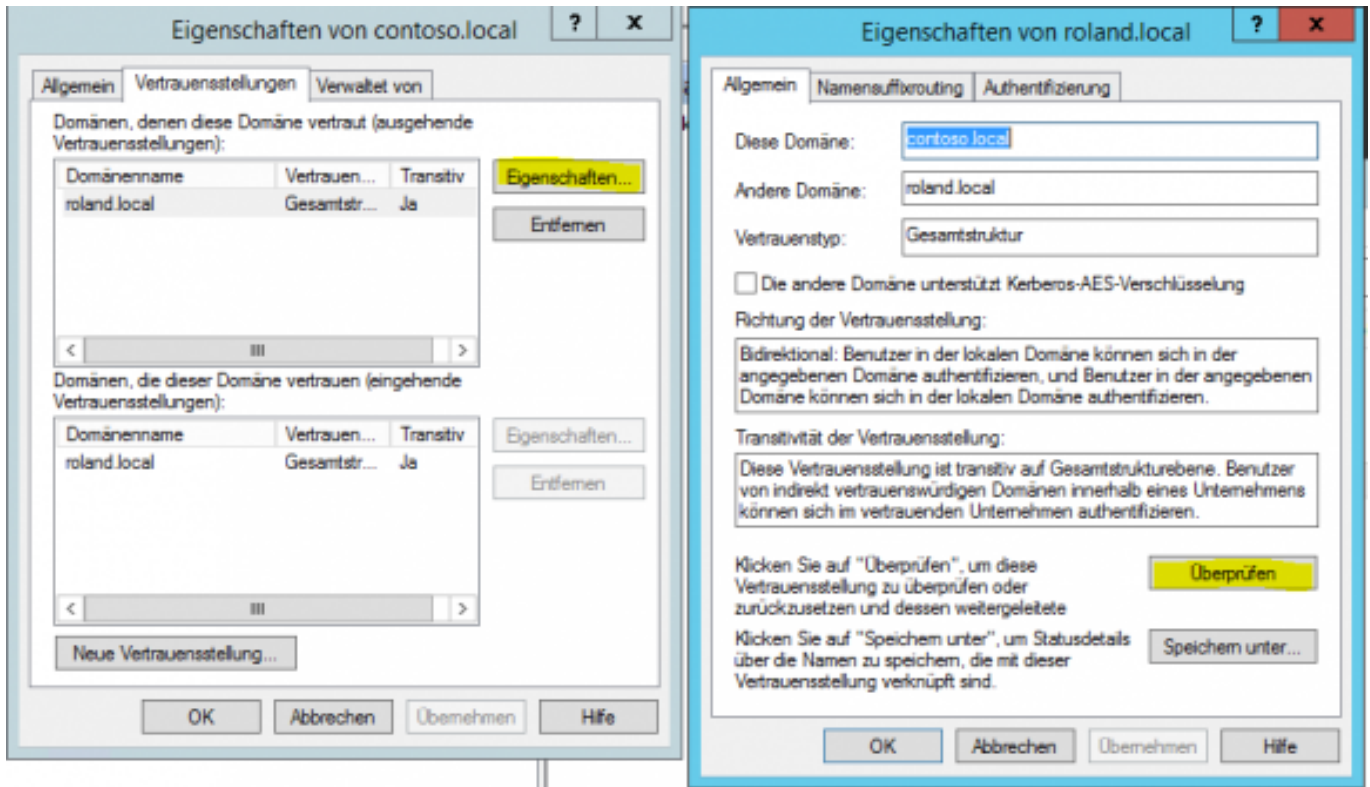 Eigenschaften von contoso.local
? x
Allgemein Vertrauensstellungen Verwaltet von
Domänen, denen diese Domäne vertraut (ausgehende
Vertrauensstellungen):
Domänenname Vertrauen... Transitiv
roland.local Gesamtstr... Ja
Eigenschaften...
Entfernen
Domänen, die dieser Domäne vertrauen (eingehende
Vertrauensstellungen):
Domänenname Vertrauen... Transitiv
roland.local Gesamtstr... Ja
Eigenschaften...
Entfernen
Neue Vertrauensstellung...
OK Abbrechen Übernehmen Hilfe
Eigenschaften von roland.local
? x
Allgemein Namensuffixrouting Authentifizierung
Diese Domäne: contoso.local
Andere Domäne: roland.local
Vertrauenstyp: Gesamtstruktur
Die andere Domäne unterstützt Kerberos-AES-Verschlüsselung
Richtung der Vertrauensstellung:
Bidirektional: Benutzer in der lokalen Domäne können sich in der
angegebenen Domäne authentifizieren, und Benutzer in der angegebenen
Domäne können sich in der lokalen Domäne authentifizieren.
Transitivität der Vertrauensstellung:
Diese Vertrauensstellung ist transitiv auf Gesamtstrukturebene. Benutzer
von indirekt vertrauenswürdigen Domänen innerhalb eines Unternehmens
können sich im vertrauenden Unternehmen authentifizieren.
Klicken Sie auf "Überprüfen", um diese
Vertrauensstellung zu überprüfen oder
zurückzusetzen und dessen weitergeleitete
Überprüfen
Klicken Sie auf "Speichern unter", um Statusdetails
über die Namen zu speichern, die mit dieser
Vertrauensstellung verknüpft sind.
Speichern unter...
OK Abbrechen Übernehmen Hilfe